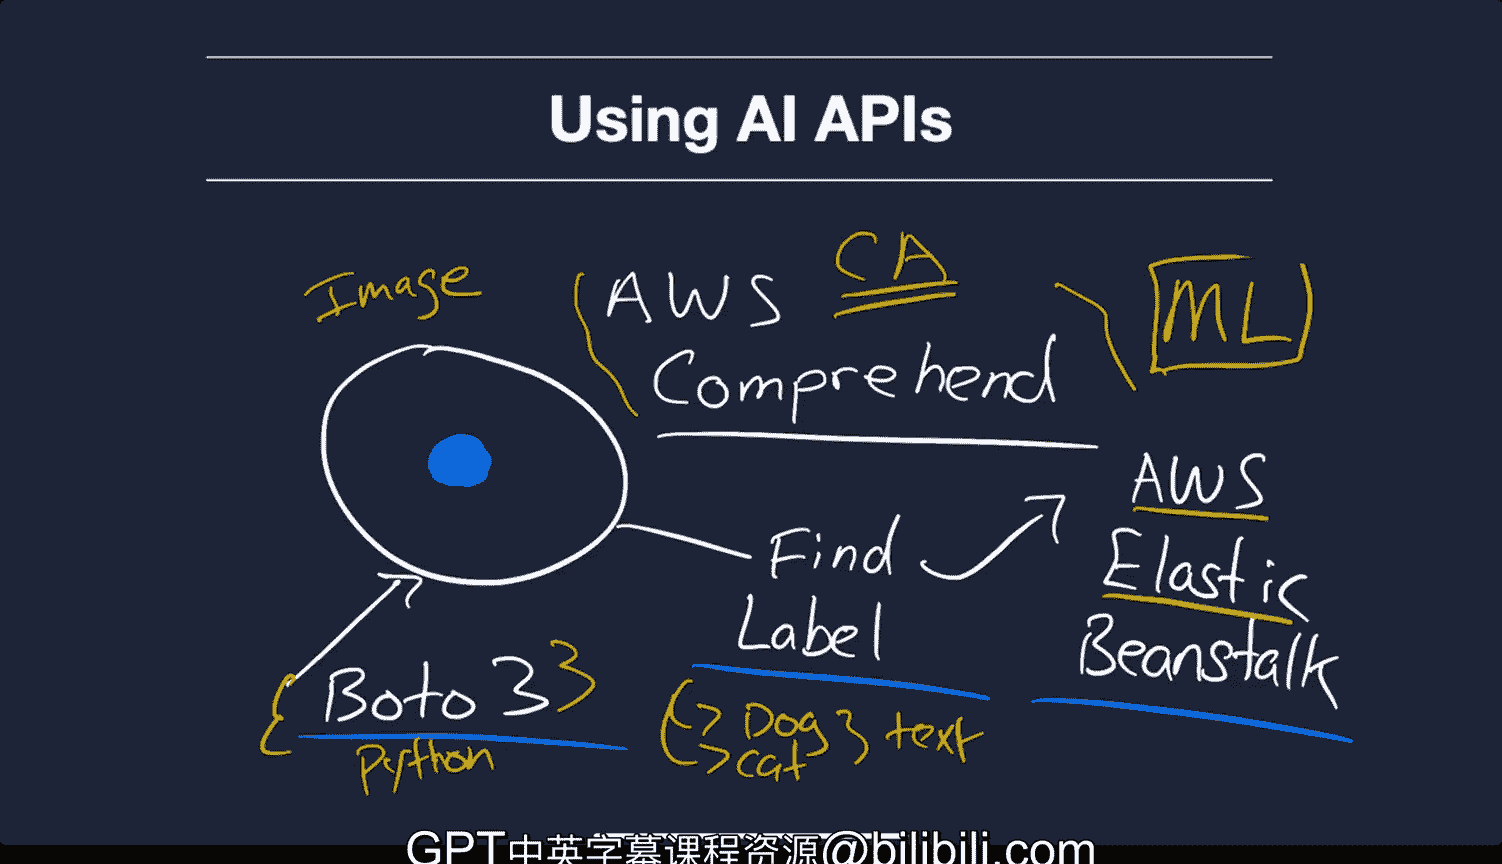 Using AI APIs
Image
AWS CA
Comprehend
ML
AWS
Elastic
Beanstalk
Find
Label
Boto 3
Python
{> Dog } text
> cat
GPT中英字幕课程资源@bilibili.com